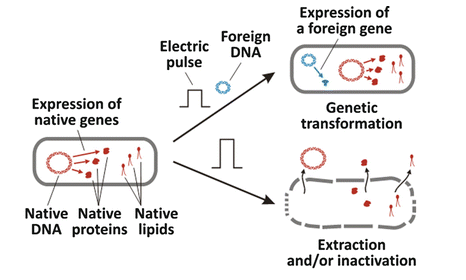 Expression of
a foreign gene
Electric
pulse
Foreign
DNA
Genetic
transformation
Expression of
native genes
Native
DNA
Native
proteins
Native
lipids
Extraction
and/or inactivation